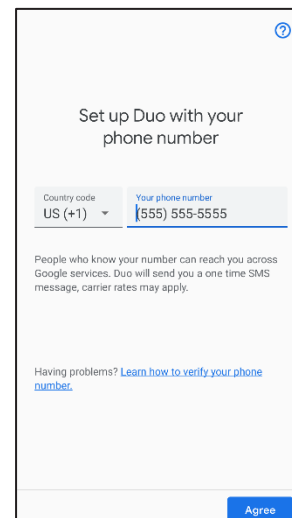 Set up Duo with your
phone number
Country code
Your phone number
US (+1)
(555) 555-5555
People who know your number can reach you across
Google services. Duo will send you a one time SMS
message, carrier rates may apply.
Having problems? Learn how to verify your phone
number.
Agree